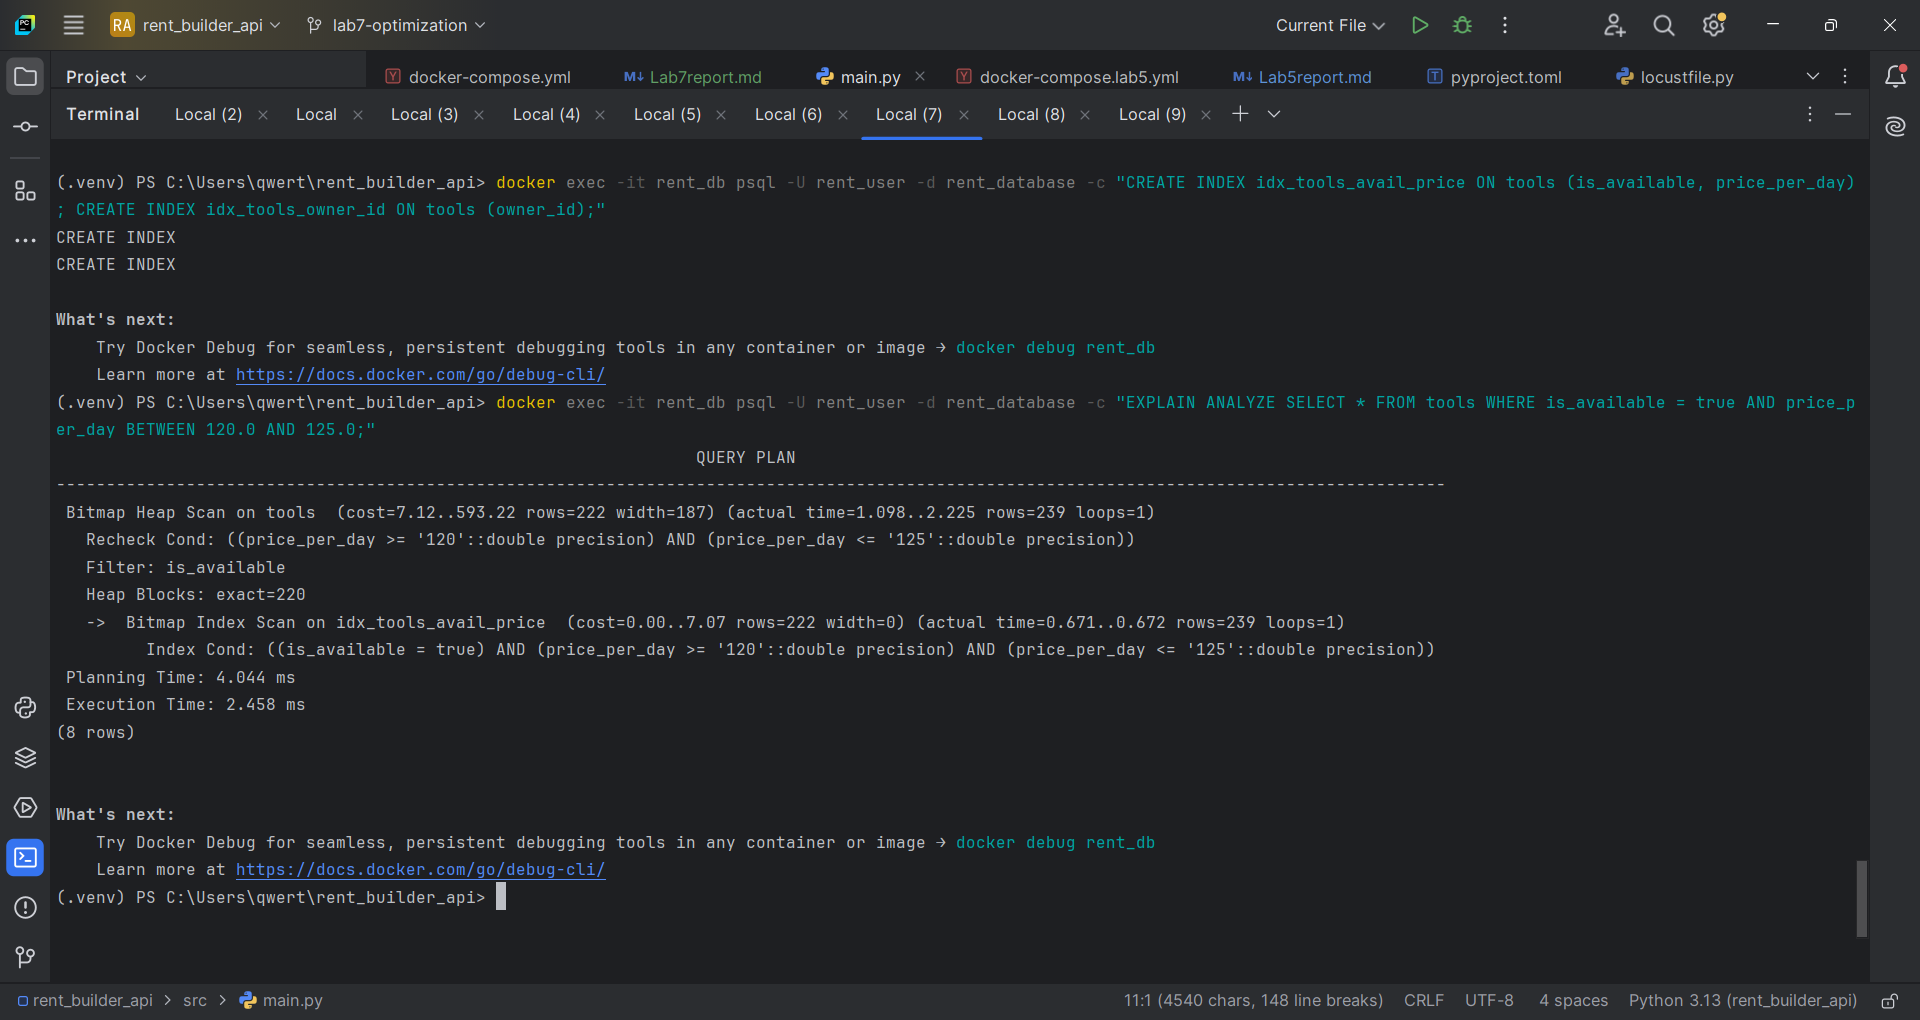 RA rent_builder_api lab7-optimization Current File
Project docker-compose.yml M↓ Lab7report.md main.py docker-compose.lab5.yml M↓ Lab5report.md pyproject.toml locustfile.py
Terminal Local (2) Local Local (3) Local (4) Local (5) Local (6) Local (7) Local (8) Local (9)
(.venv) PS C:\Users\qwert\rent_builder_api> docker exec -it rent_db psql -U rent_user -d rent_database -c "CREATE INDEX idx_tools_avail_price ON tools (is_available, price_per_day)
; CREATE INDEX idx_tools_owner_id ON tools (owner_id);"
CREATE INDEX
CREATE INDEX
What's next:
Try Docker Debug for seamless, persistent debugging tools in any container or image → docker debug rent_db
Learn more at https://docs.docker.com/go/debug-cli/
(.venv) PS C:\Users\qwert\rent_builder_api> docker exec -it rent_db psql -U rent_user -d rent_database -c "EXPLAIN ANALYZE SELECT * FROM tools WHERE is_available = true AND price_p
er_day BETWEEN 120.0 AND 125.0;"
QUERY PLAN
-------------------------------------------------------------------------------------------------------------------------------------------
Bitmap Heap Scan on tools  (cost=7.12..593.22 rows=222 width=187) (actual time=1.098..2.225 rows=239 loops=1)
Recheck Cond: ((price_per_day >= '120'::double precision) AND (price_per_day <= '125'::double precision))
Filter: is_available
Heap Blocks: exact=220
->  Bitmap Index Scan on idx_tools_avail_price  (cost=0.00..7.07 rows=222 width=0) (actual time=0.671..0.672 rows=239 loops=1)
Index Cond: ((is_available = true) AND (price_per_day >= '120'::double precision) AND (price_per_day <= '125'::double precision))
Planning Time: 4.044 ms
Execution Time: 2.458 ms
(8 rows)
What's next:
Try Docker Debug for seamless, persistent debugging tools in any container or image → docker debug rent_db
Learn more at https://docs.docker.com/go/debug-cli/
(.venv) PS C:\Users\qwert\rent_builder_api>
rent_builder_api > src > main.py 11:1 (4540 chars, 148 line breaks) CRLF UTF-8 4 spaces Python 3.13 (rent_builder_api)